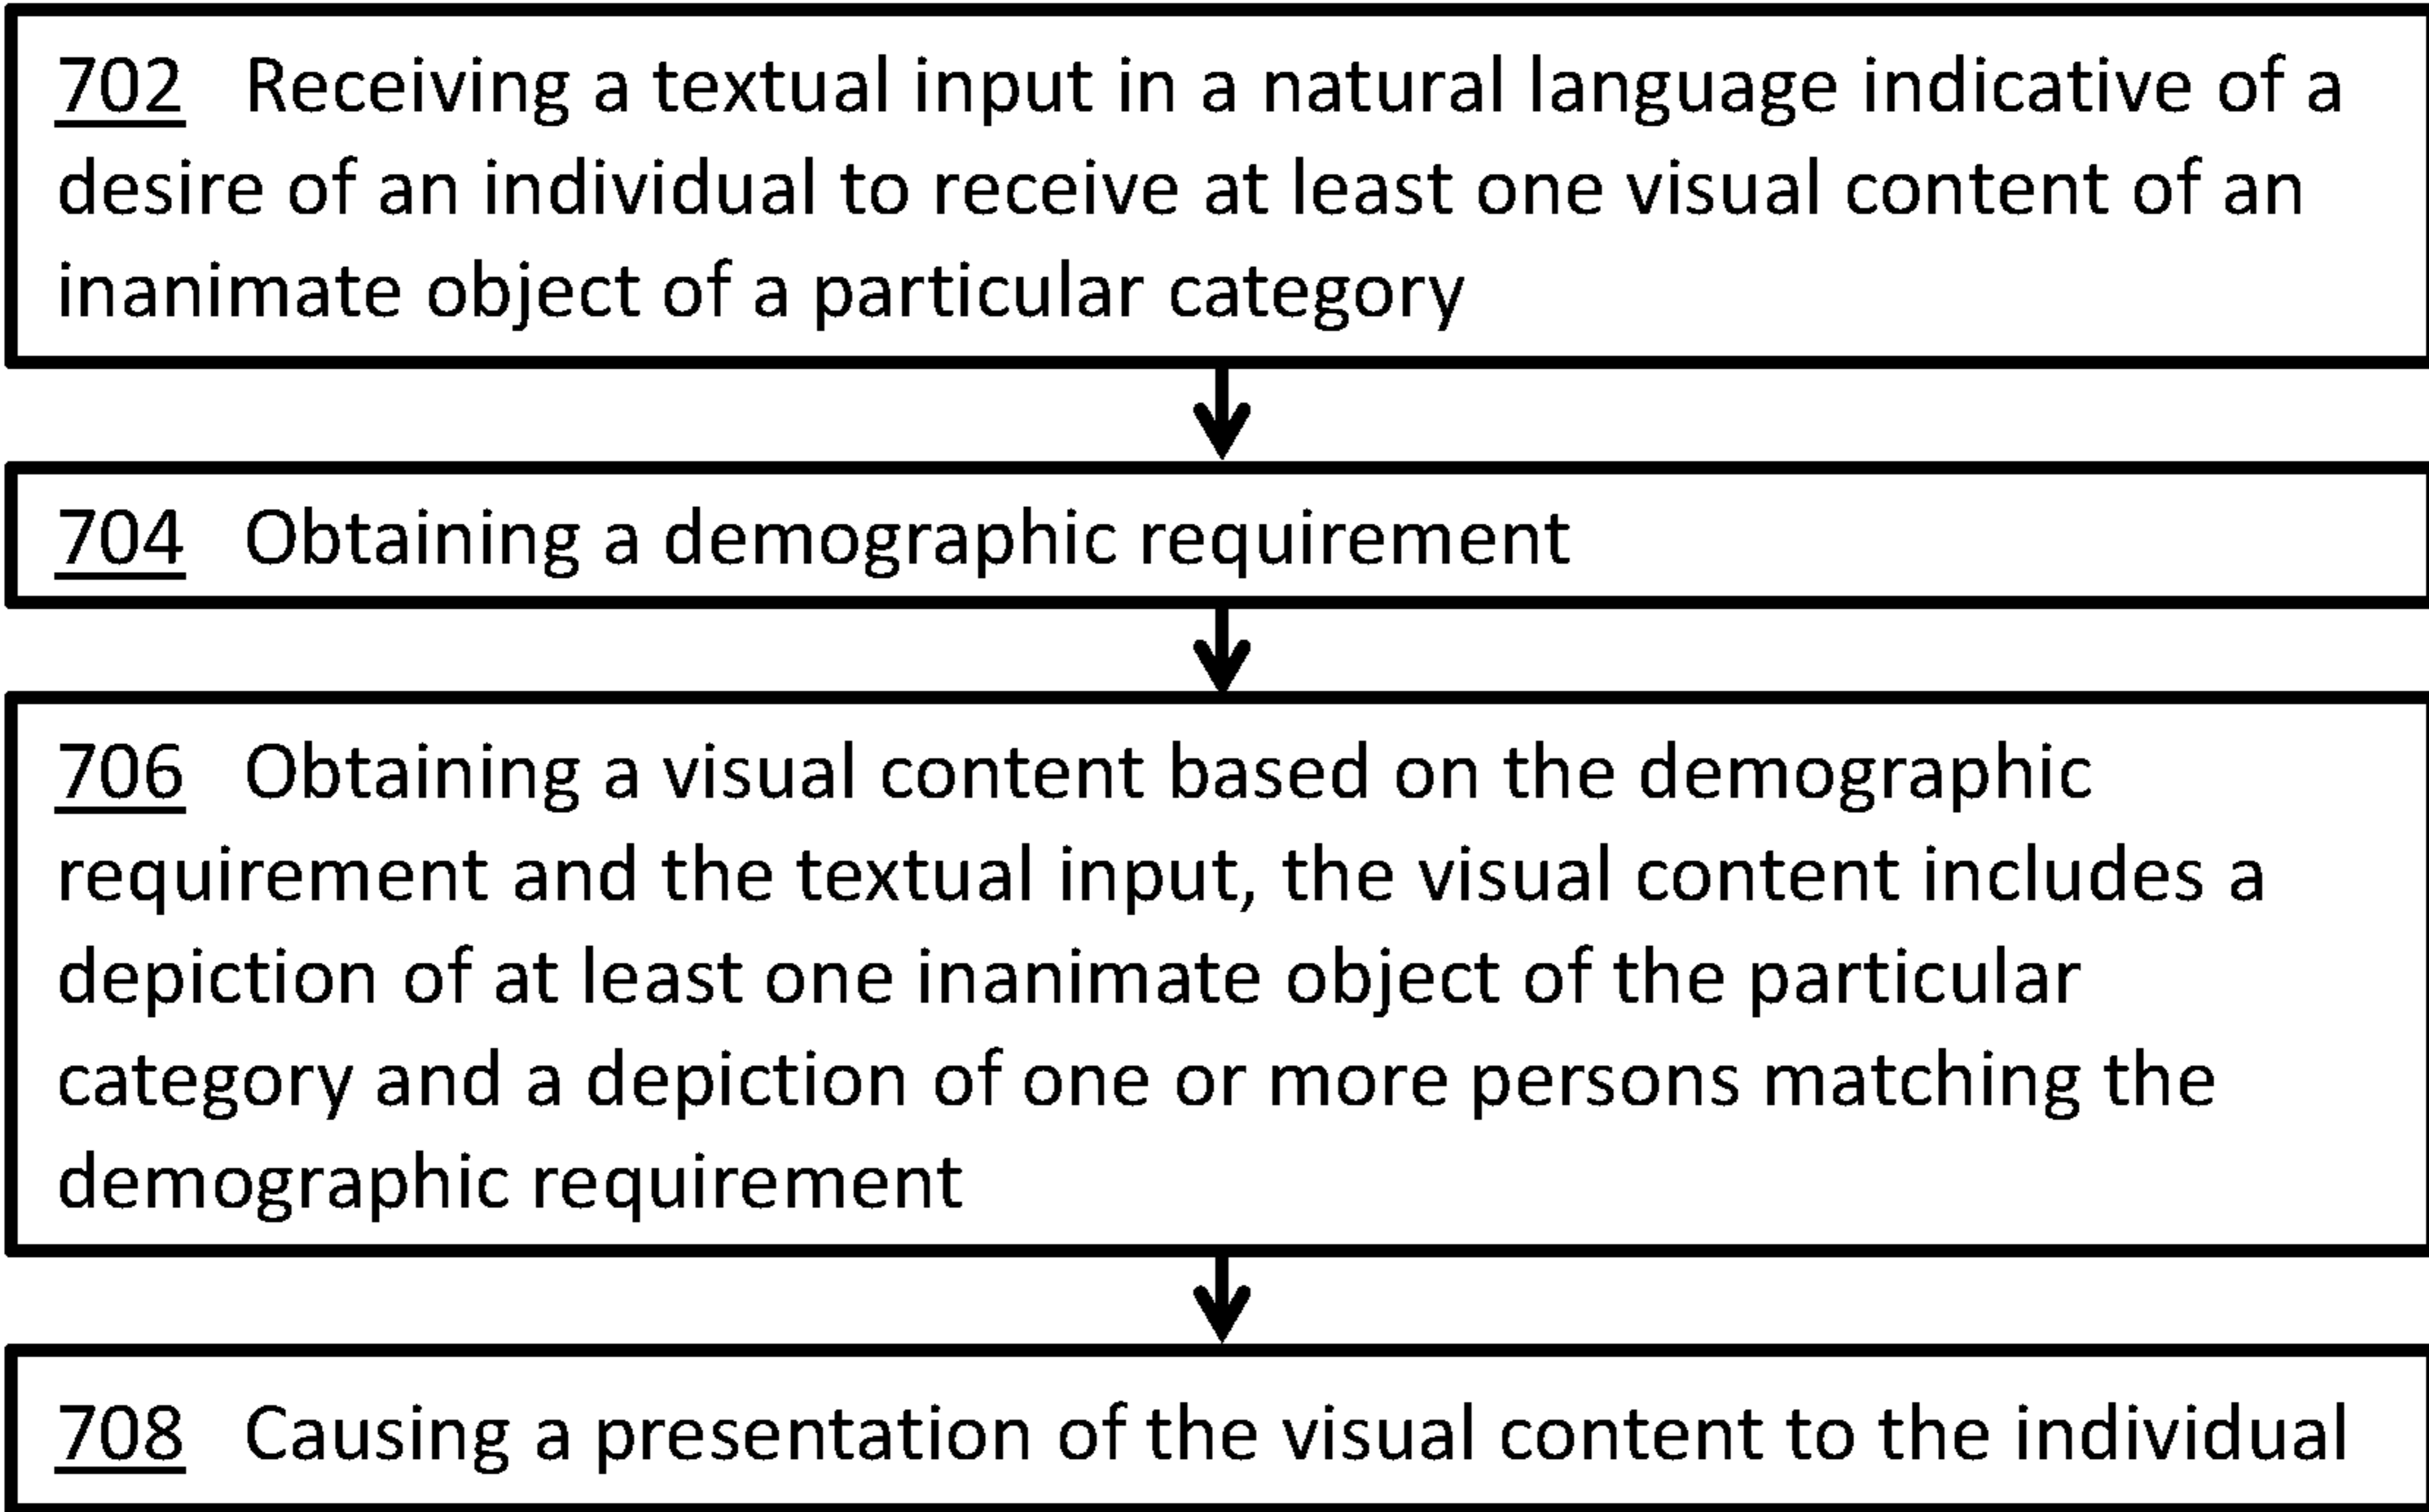 702 Receiving a textual input in a natural language indicative of a
desire of an individual to receive at least one visual content of an
inanimate object of a particular category
704 Obtaining a demographic requirement
706 Obtaining a visual content based on the demographic
requirement and the textual input, the visual content includes a
depiction of at least one inanimate object of the particular
category and a depiction of one or more persons matching the
demographic requirement
708 Causing a presentation of the visual content to the individual